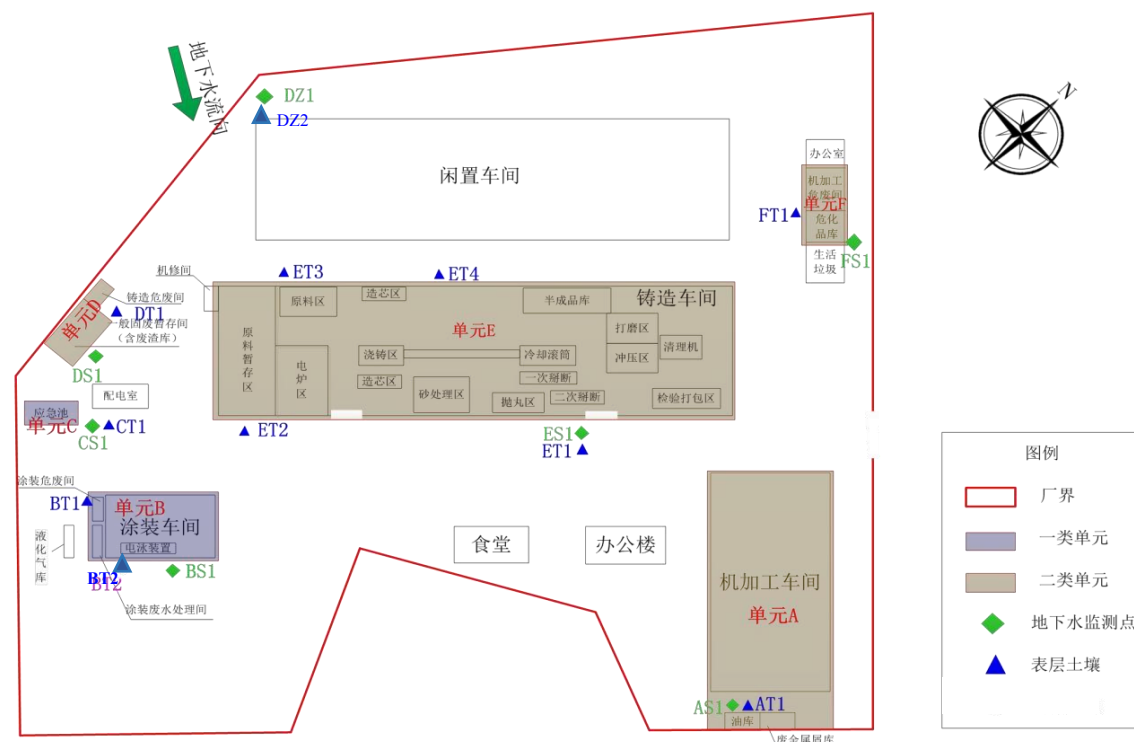 地下水流向
DZ1
DZ2
N
闲置车间
办公室
机加工
危废间
单元F
危化
品库
生活
垃圾
FT1
FS1
机修间
ET3
ET4
铸造危废间
单元D
DT1
一般固废暂存间
（含废渣库）
DS1
原料区
造芯区
半成品库
铸造车间
单元E
打磨区
清理机
原料暂存区
浇铸区
冷却滚筒
冲压区
电炉区
造芯区
一次掰断
砂处理区
二次掰断
抛丸区
检验打包区
配电室
应急池
单元C
CS1
CT1
ET2
ES1
ET1
涂装危废间
BT1
单元B
涂装车间
电泳装置
液化气库
BT2
BT2
BS1
涂装废水处理间
食堂
办公楼
机加工车间
单元A
AS1
AT1
油库
废金属屑库
图例
厂界
一类单元
二类单元
地下水监测点
表层土壤